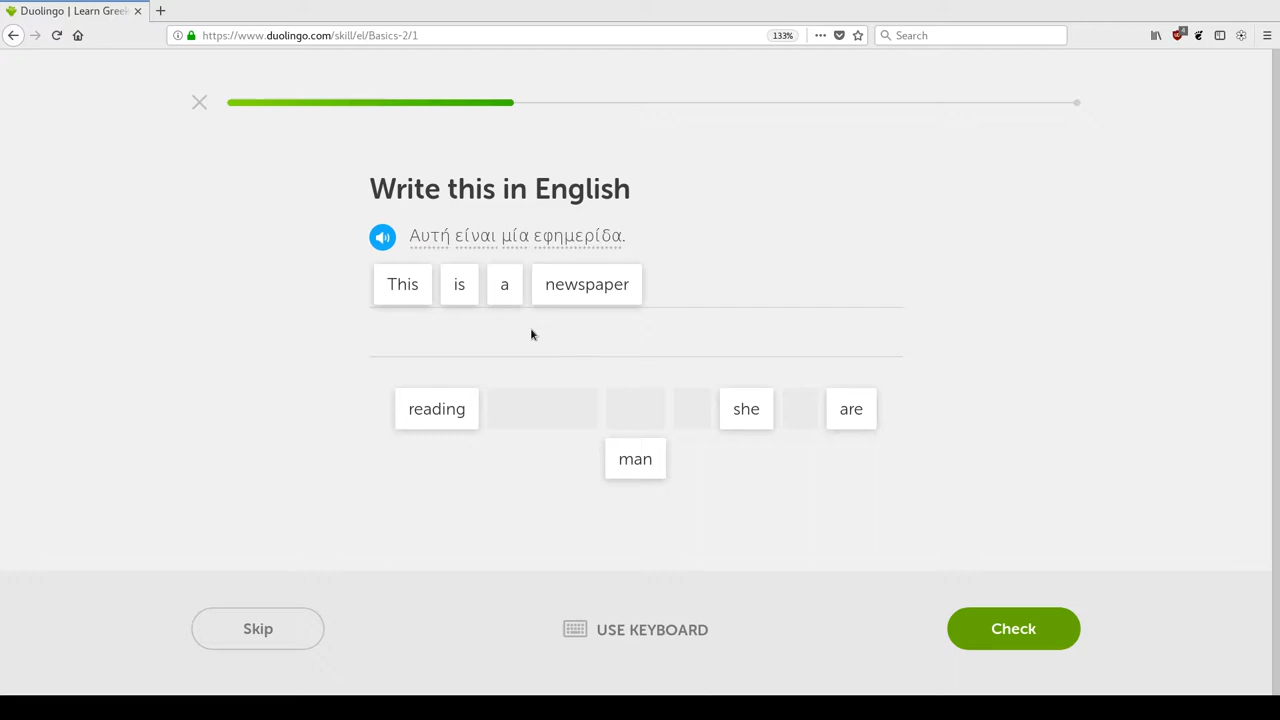 Duolingo | Learn Greek
https://www.duolingo.com/skill/el/Basics-2/1
133%
Search
Write this in English
Αυτή είναι μία εφημερίδα.
This is a newspaper
reading she are
man
Skip
USE KEYBOARD
Check